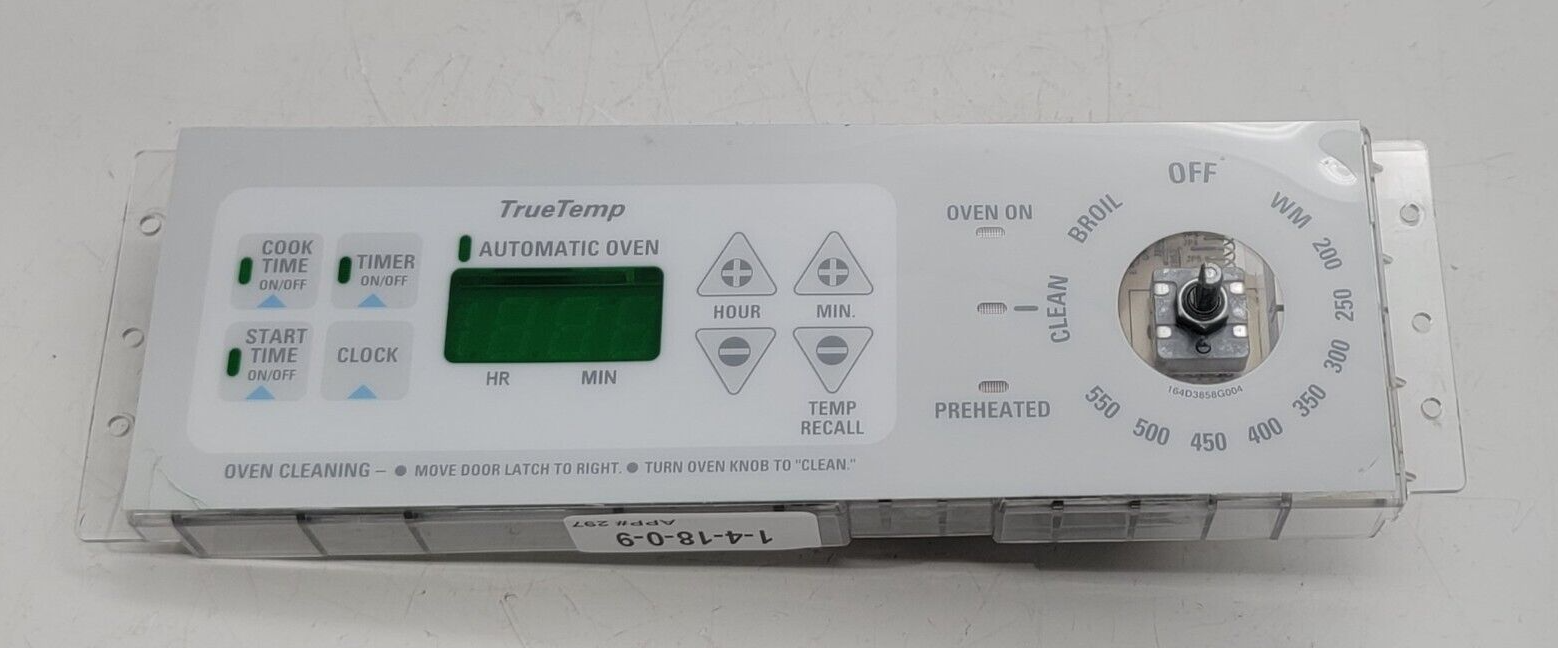 TrueTemp
AUTOMATIC OVEN
COOK
TIME
ON/OFF
TIMER
ON/OFF
START
TIME
ON/OFF
CLOCK
HR MIN
HOUR
MIN.
TEMP
RECALL
OVEN ON
PREHEATED
OFF
WM
200
250
300
350
400
450
500
550
CLEAN
BROIL
164D3858G004
OVEN CLEANING – ● MOVE DOOR LATCH TO RIGHT. ● TURN OVEN KNOB TO "CLEAN."
1-4-18-0-9
APP# 297